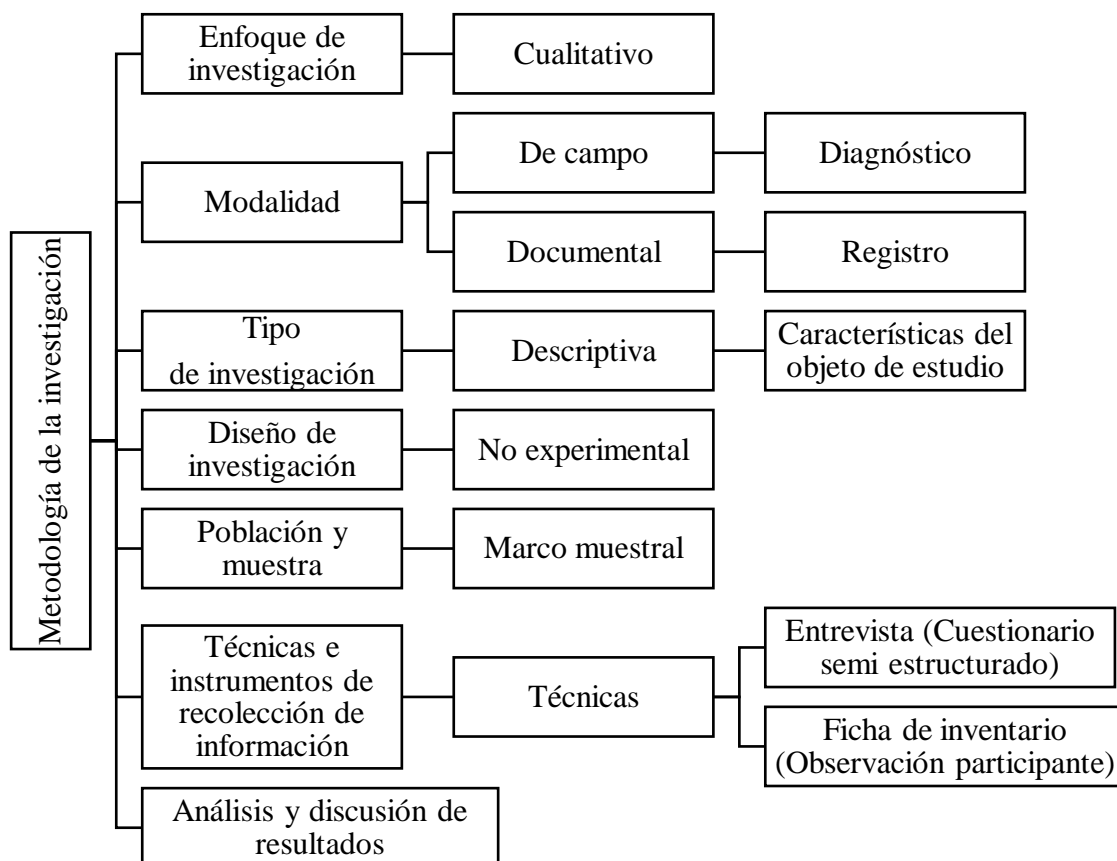 Metodología de la investigación
Enfoque de
investigación
Cualitativo
Modalidad
De campo
Diagnóstico
Documental
Registro
Tipo
de investigación
Descriptiva
Características del
objeto de estudio
Diseño de
investigación
No experimental
Población y
muestra
Marco muestral
Técnicas e
instrumentos de
recolección de
información
Técnicas
Entrevista (Cuestionario
semi estructurado)
Ficha de inventario
(Observación participante)
Análisis y discusión de
resultados